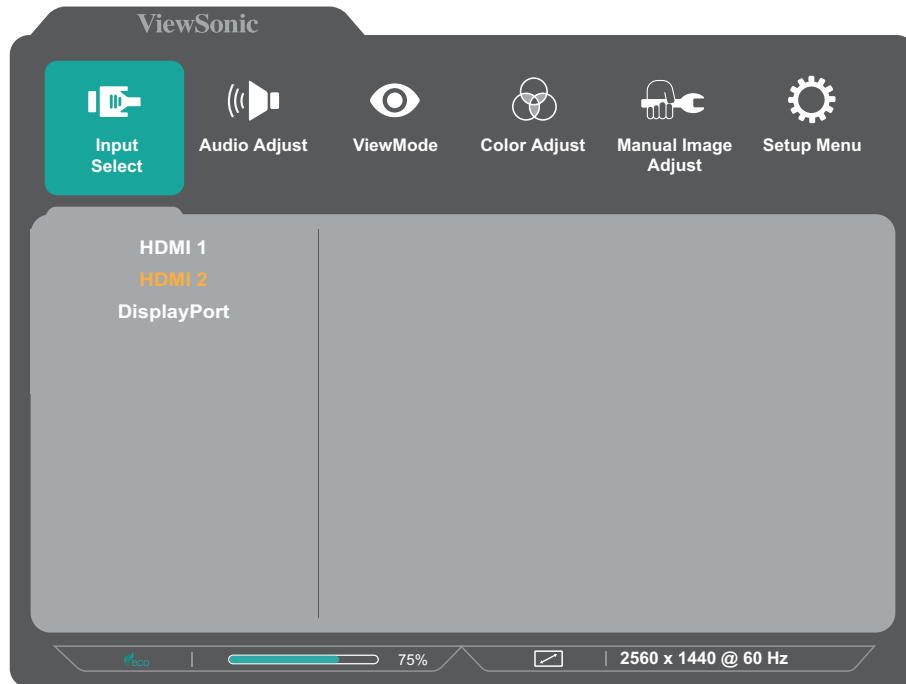 ViewSonic
Input
Select
Audio Adjust
ViewMode
Color Adjust
Manual Image
Adjust
Setup Menu
HDMI 1
HDMI 2
DisplayPort
eco
75%
2560 x 1440 @ 60 Hz